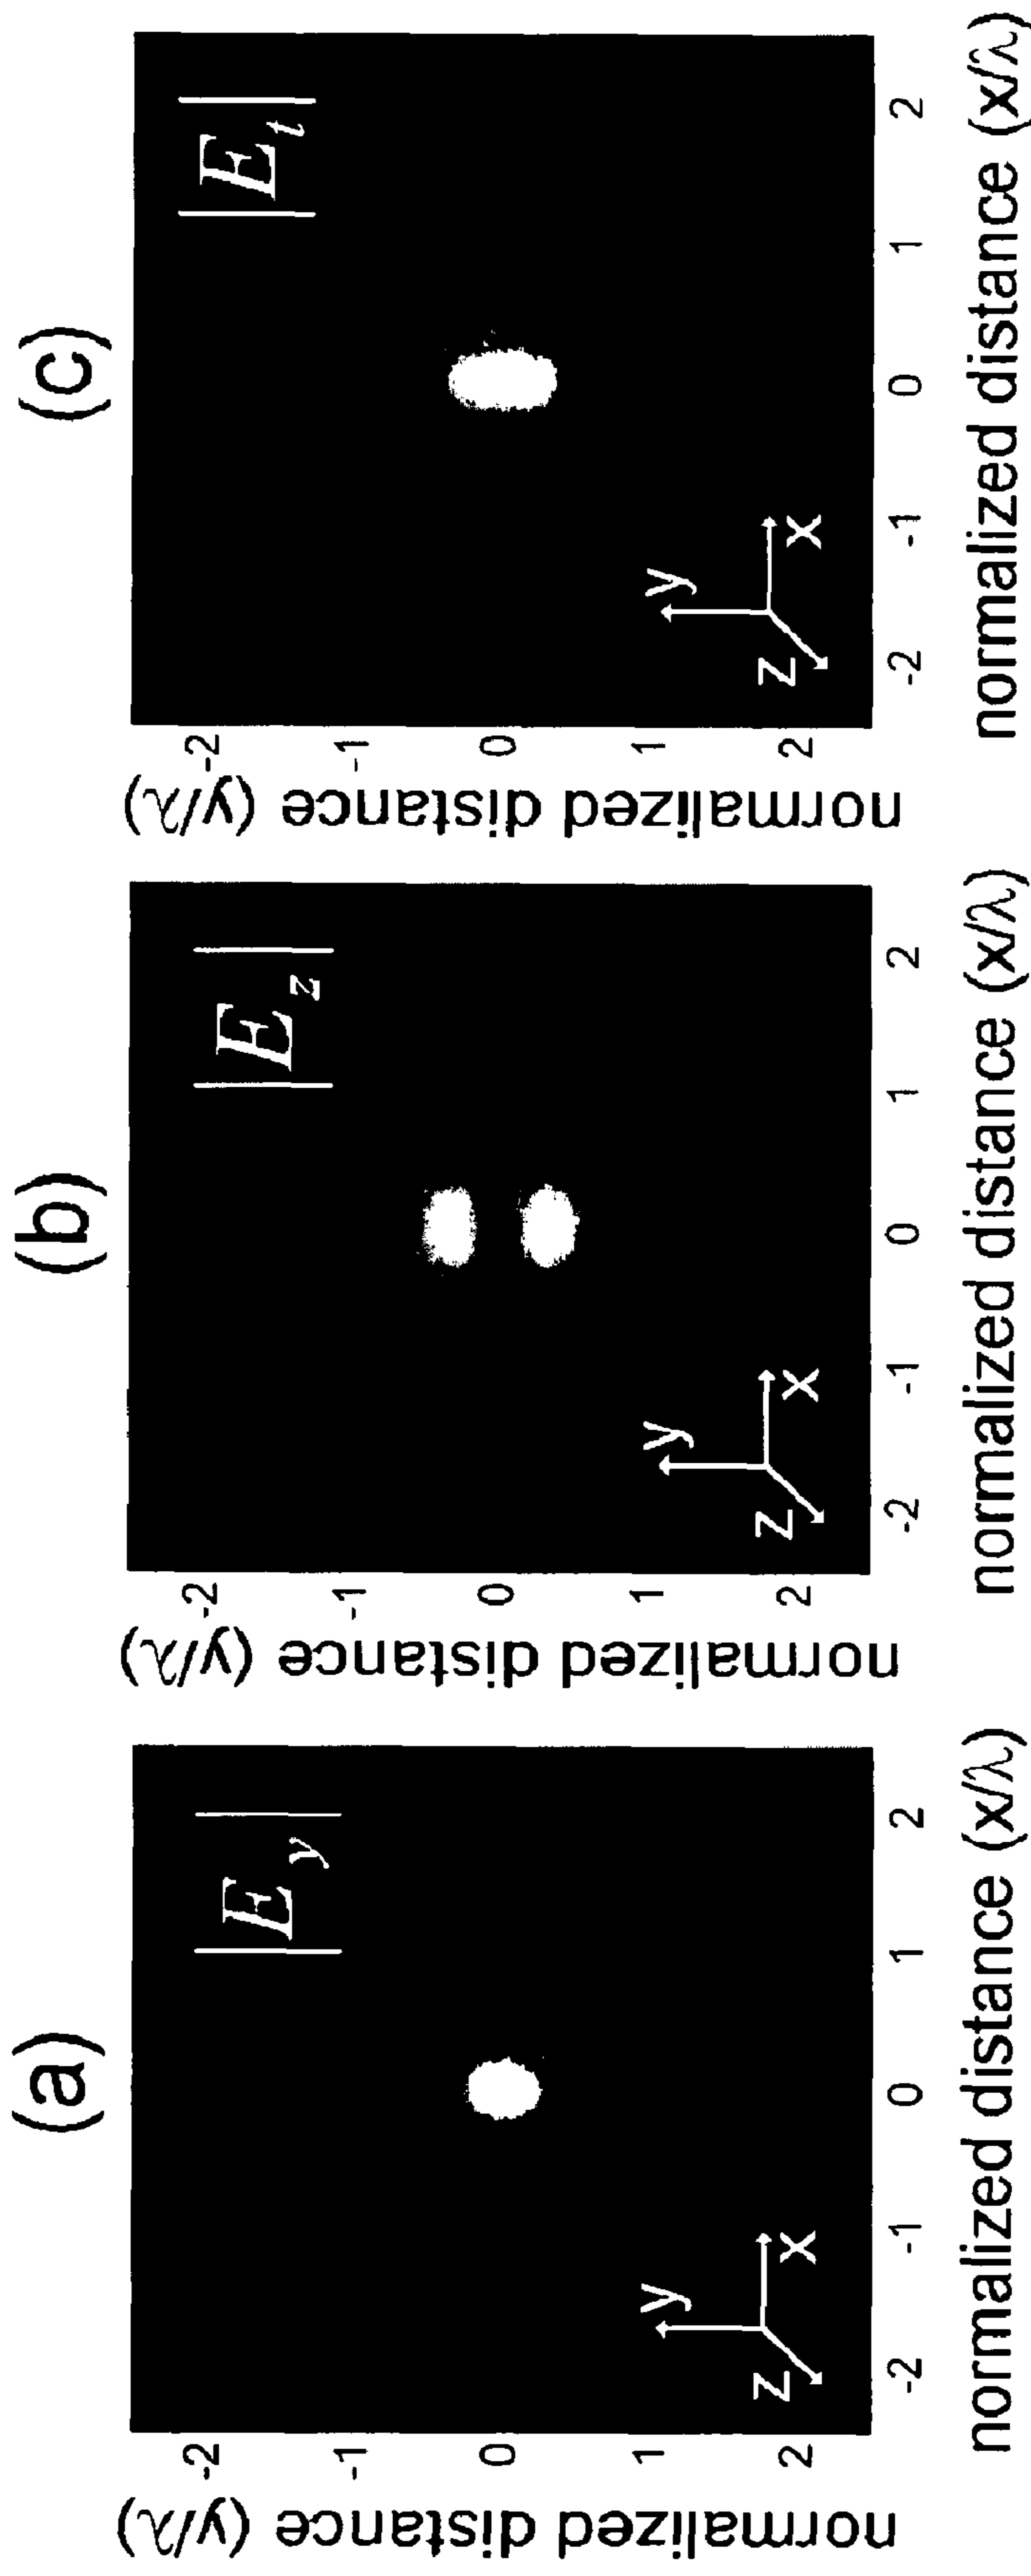 (a)
|E_y|
y
z
x
-2
-1
0
1
2
normalized distance (y/λ)
-2
-1
0
1
2
normalized distance (x/λ)
(b)
|E_z|
y
z
x
-2
-1
0
1
2
normalized distance (y/λ)
-2
-1
0
1
2
normalized distance (x/λ)
(c)
|E_t|
y
z
x
-2
-1
0
1
2
normalized distance (y/λ)
-2
-1
0
1
2
normalized distance (x/λ)